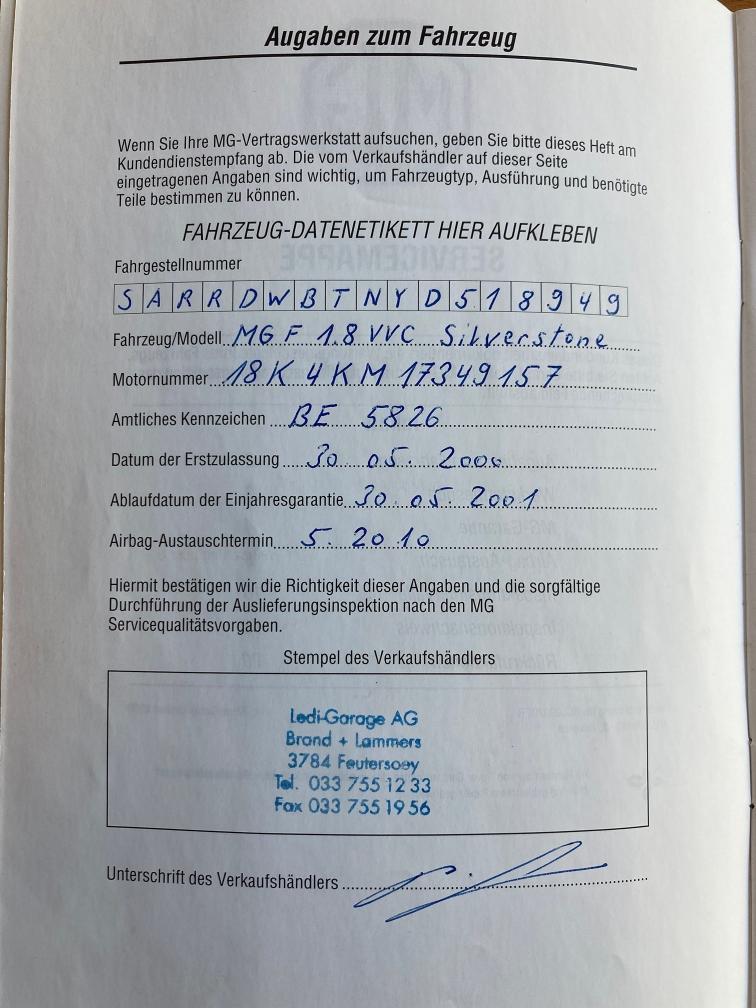 Augaben zum Fahrzeug
Wenn Sie Ihre MG-Vertragswerkstatt aufsuchen, geben Sie bitte dieses Heft am
Kundendienstempfang ab. Die vom Verkaufshändler auf dieser Seite
eingetragenen Angaben sind wichtig, um Fahrzeugtyp, Ausführung und benötigte
Teile bestimmen zu können.
FAHRZEUG-DATENETIKETT HIER AUFKLEBEN
Fahrgestellnummer
SARRDWBTNYD518949
Fahrzeug/Modell MGF 1.8 VVC Silverstone
Motornummer 18K4KM17349157
Amtliches Kennzeichen BE 5826
Datum der Erstzulassung 30.05.2000
Ablaufdatum der Einjahresgarantie 30.05.2001
Airbag-Austauschtermin 5.2010
Hiermit bestätigen wir die Richtigkeit dieser Angaben und die sorgfältige
Durchführung der Auslieferungsinspektion nach den MG
Servicequalitätsvorgaben.
Stempel des Verkaufshändlers
Ledi-Garage AG
Brand + Lammers
3784 Feutersoey
Tel. 033 755 12 33
Fax 033 755 19 56
Unterschrift des Verkaufshändlers